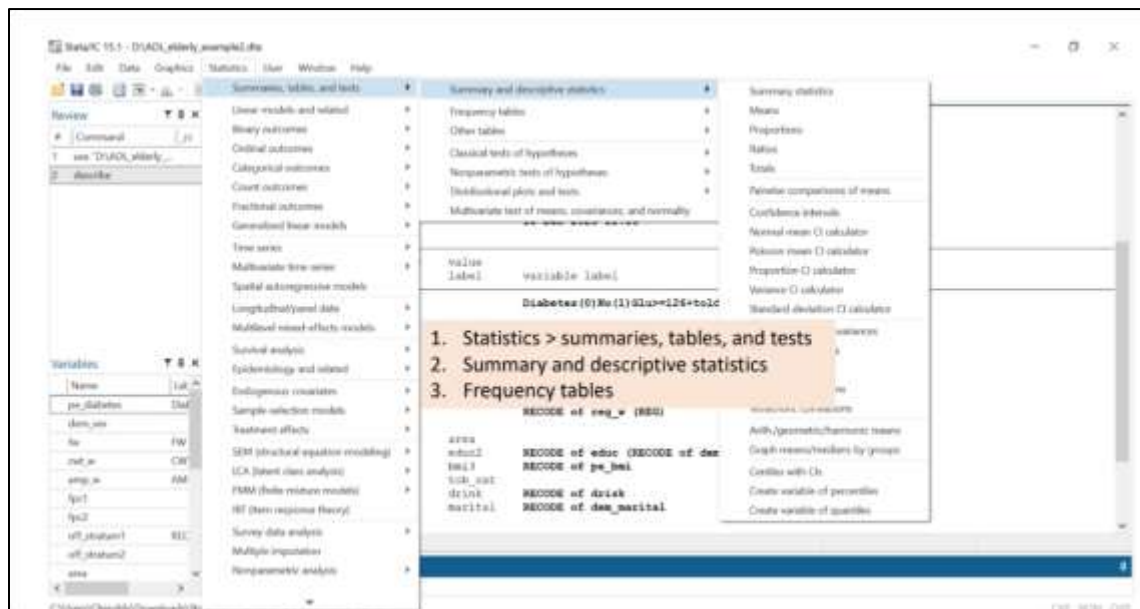 Stata/IC 15.1 - D:\ADL_elderly_example2.dta
File Edit Data Graphics Statistics User Window Help
Review
# Command
1 use "D:\ADL_elderly_...
2 describe
Summaries, tables, and tests
Linear models and related
Binary outcomes
Ordinal outcomes
Categorical outcomes
Count outcomes
Fractional outcomes
Generalized linear models
Time series
Multivariate time series
Spatial autoregressive models
Longitudinal/panel data
Multilevel mixed-effects models
Survival analysis
Epidemiology and related
Endogenous covariates
Sample-selection models
Treatment effects
SEM (structural equation modeling)
LCA (latent class analysis)
FMM (finite mixture models)
IRT (item response theory)
Survey data analysis
Multiple imputation
Nonparametric analysis
Summary and descriptive statistics
Frequency tables
Other tables
Classical tests of hypotheses
Nonparametric tests of hypotheses
Distributional plots and tests
Multivariate test of means, covariances, and normality
Summary statistics
Means
Proportions
Ratios
Totals
Pairwise comparisons of means
Confidence intervals
Normal mean CI calculator
Poisson mean CI calculator
Proportion CI calculator
Variance CI calculator
Standard deviation CI calculator
Arith./geometric/harmonic means
Graph means/medians by groups
Centiles with CIs
Create variable of percentiles
Create variable of quantiles
value
label variable label
Diabetes(0)No(1)Glu>=126+told
1. Statistics > summaries, tables, and tests
2. Summary and descriptive statistics
3. Frequency tables
RECODE of reg_w (REG)
area
educ2 RECODE of educ (RECODE of dem
bmi3 RECODE of pe_bmi
drink RECODE of drink
marital RECODE of dem_marital
Variables
Name
pe_diabetes
dem_sex
fw FW
amp_w AM
fpc1
fpc2
area